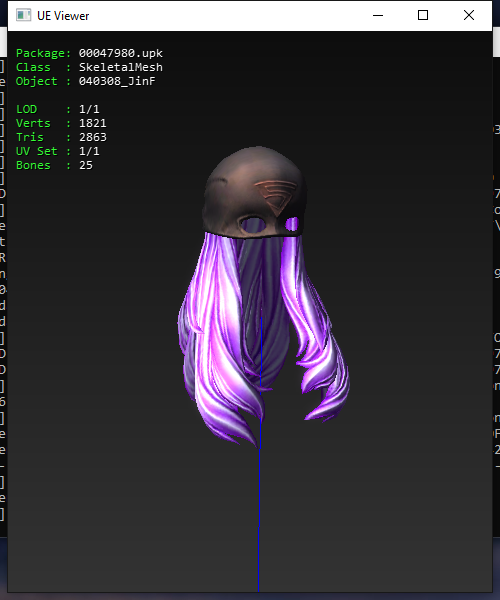 UE Viewer
Package: 00047980.upk
Class  : SkeletalMesh
Object : 040308_JinF
LOD    : 1/1
Verts  : 1821
Tris   : 2863
UV Set : 1/1
Bones  : 25